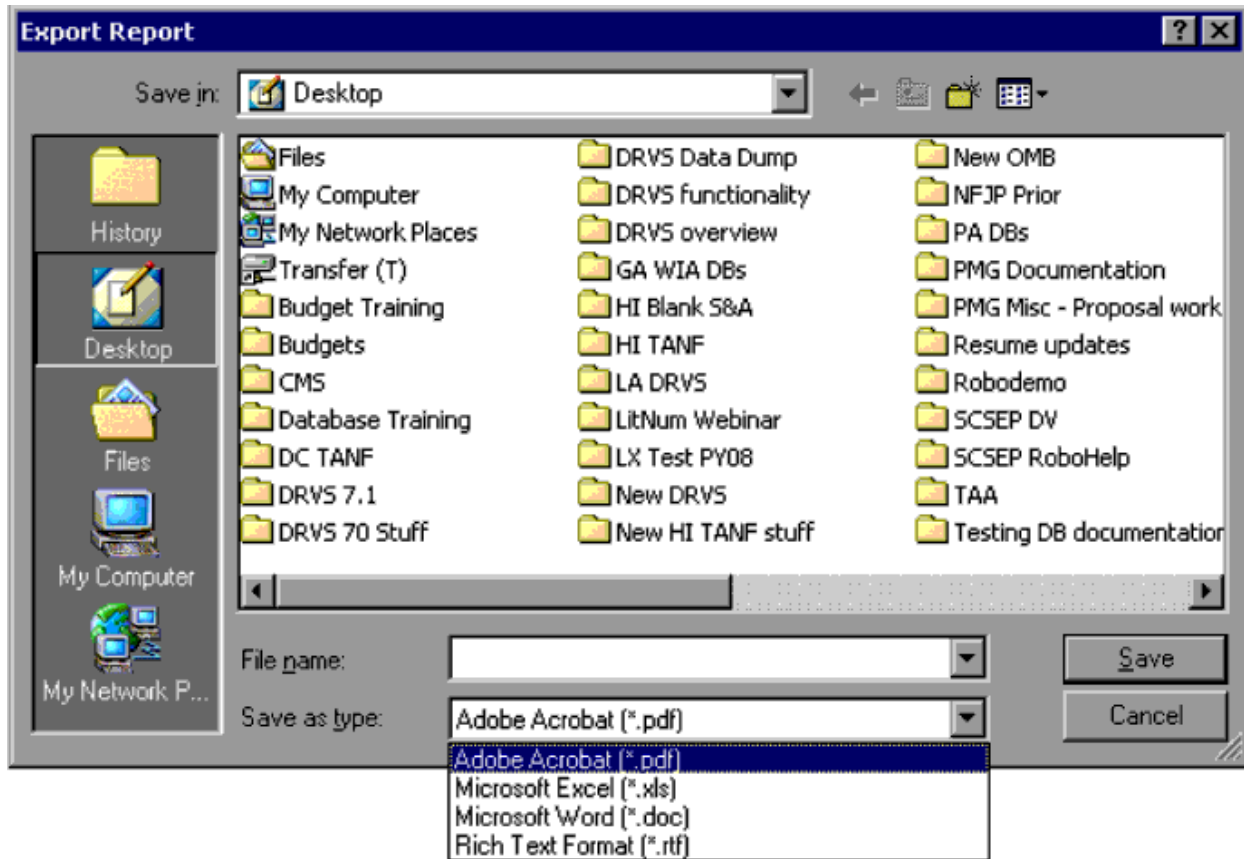 Export Report
Save in: Desktop
History
Desktop
Files
My Computer
My Network P...
Files
My Computer
My Network Places
Transfer (T)
Budget Training
Budgets
CMS
Database Training
DC TANF
DRVS 7.1
DRVS 70 Stuff
DRVS Data Dump
DRVS functionality
DRVS overview
GA WIA DBs
HI Blank S&A
HI TANF
LA DRVS
LitNum Webinar
LX Test PY08
New DRVS
New HI TANF stuff
New OMB
NFJP Prior
PA DBs
PMG Documentation
PMG Misc - Proposal work
Resume updates
Robodemo
SCSEP DV
SCSEP RoboHelp
TAA
Testing DB documentation
File name:
Save
Save as type: Adobe Acrobat (*.pdf)
Cancel
Adobe Acrobat (*.pdf)
Microsoft Excel (*.xls)
Microsoft Word (*.doc)
Rich Text Format (*.rtf)